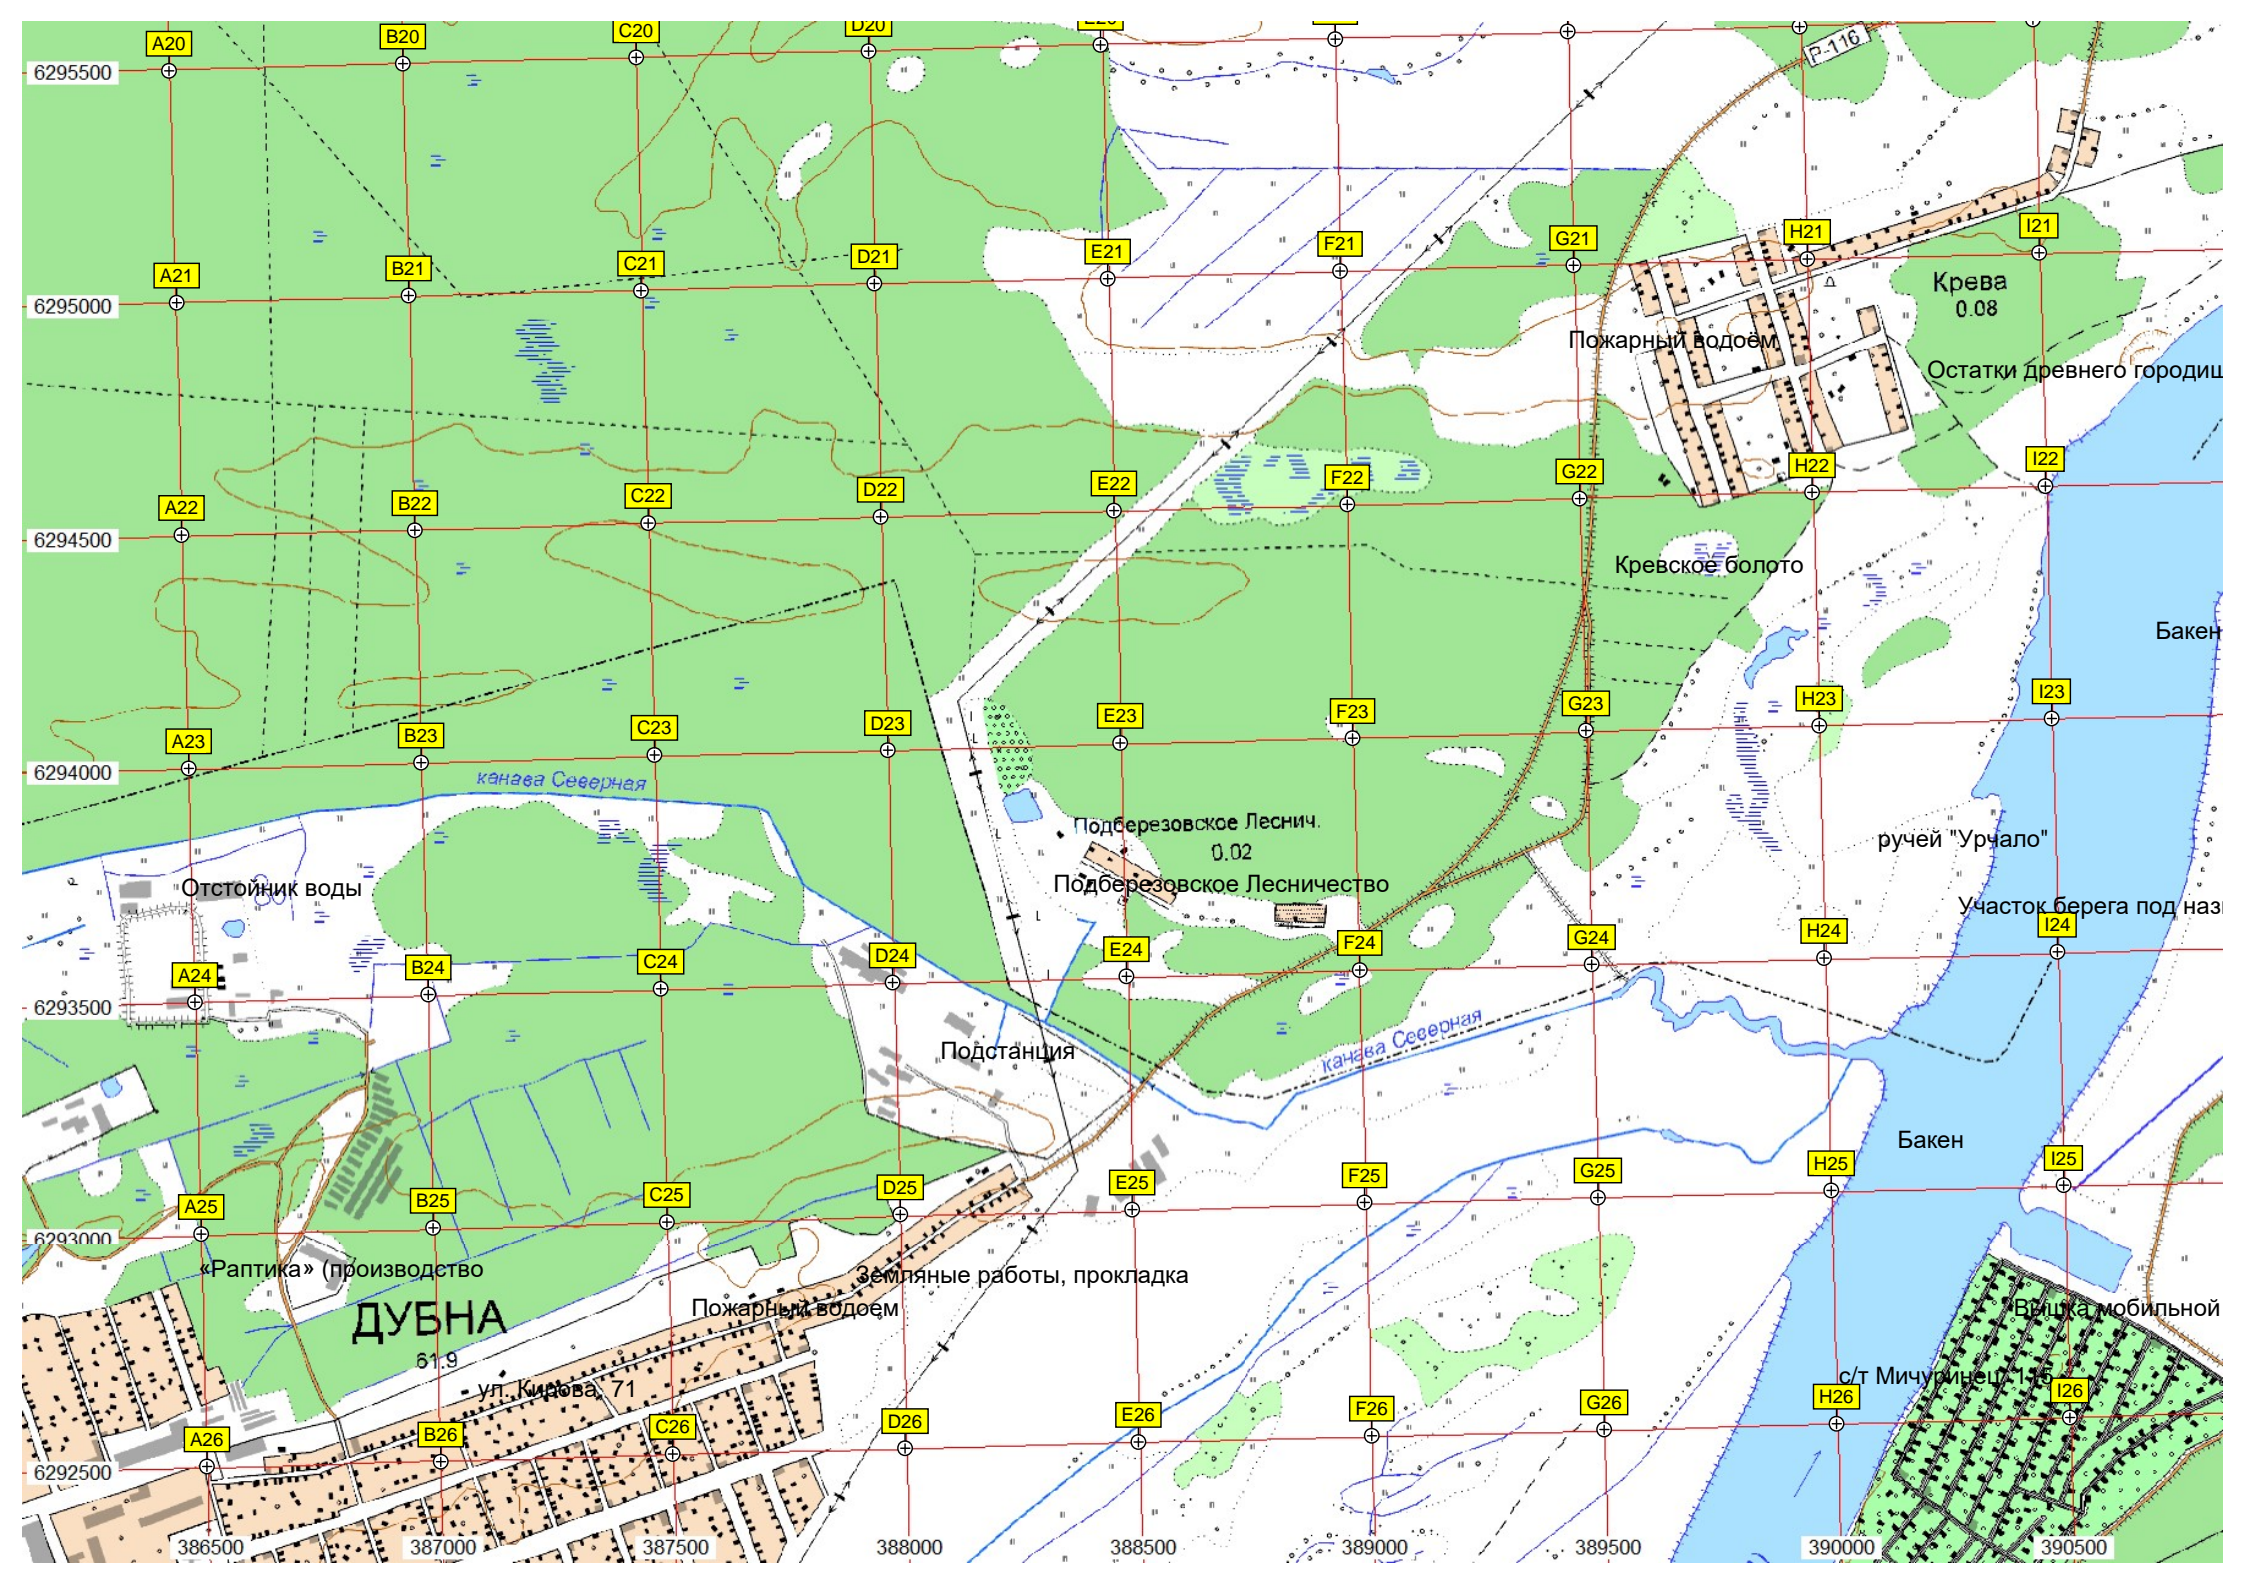 A20
B20
C20
D20
P-116
6295500
A21
B21
C21
D21
E21
F21
G21
H21
I21
6295000
Крева
0.08
Пожарный водоём
Остатки древнего городищ
A22
B22
C22
D22
E22
F22
G22
H22
I22
6294500
Кревское болото
Бакен
A23
B23
C23
D23
E23
F23
G23
H23
I23
6294000
канава Северная
Подберезовское Леснич.
0.02
ручей "Урчало"
Отстойник воды
Подберезовское Лесничество
Участок берега под наз
A24
B24
C24
D24
E24
F24
G24
H24
I24
6293500
Подстанция
канава Северная
Бакен
A25
B25
C25
D25
E25
F25
G25
H25
I25
6293000
«Раптика» (производство
Земляные работы, прокладка
ДУБНА
61.9
Пожарный водоем
Вышка мобильной
ул. Кирова, 71
с/т Мичуринец, 115
A26
B26
C26
D26
E26
F26
G26
H26
I26
6292500
386500
387000
387500
388000
388500
389000
389500
390000
390500